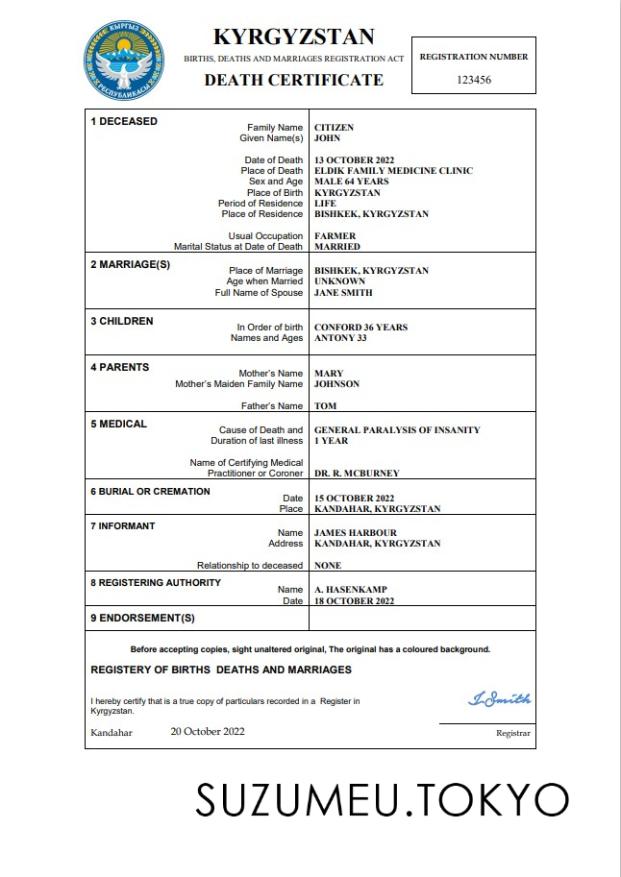 КЫРГЫЗ
РЕСПУБЛИКАСЫ
KYRGYZSTAN
BIRTHS, DEATHS AND MARRIAGES REGISTRATION ACT
DEATH CERTIFICATE
REGISTRATION NUMBER
123456
1 DECEASED
Family Name CITIZEN
Given Name(s) JOHN
Date of Death 13 OCTOBER 2022
Place of Death ELDIK FAMILY MEDICINE CLINIC
Sex and Age MALE 64 YEARS
Place of Birth KYRGYZSTAN
Period of Residence LIFE
Place of Residence BISHKEK, KYRGYZSTAN
Usual Occupation FARMER
Marital Status at Date of Death MARRIED
2 MARRIAGE(S)
Place of Marriage BISHKEK, KYRGYZSTAN
Age when Married UNKNOWN
Full Name of Spouse JANE SMITH
3 CHILDREN
In Order of birth CONFORD 36 YEARS
Names and Ages ANTONY 33
4 PARENTS
Mother's Name MARY
Mother's Maiden Family Name JOHNSON
Father's Name TOM
5 MEDICAL
Cause of Death and GENERAL PARALYSIS OF INSANITY
Duration of last illness 1 YEAR
Name of Certifying Medical
Practitioner or Coroner DR. R. MCBURNEY
6 BURIAL OR CREMATION
Date 15 OCTOBER 2022
Place KANDAHAR, KYRGYZSTAN
7 INFORMANT
Name JAMES HARBOUR
Address KANDAHAR, KYRGYZSTAN
Relationship to deceased NONE
8 REGISTERING AUTHORITY
Name A. HASENKAMP
Date 18 OCTOBER 2022
9 ENDORSEMENT(S)
Before accepting copies, sight unaltered original, The original has a coloured background.
REGISTERY OF BIRTHS DEATHS AND MARRIAGES
I hereby certify that is a true copy of particulars recorded in a Register in
Kyrgyzstan.
I.Smith
Kandahar 20 October 2022
Registrar
SUZUMEU.TOKYO